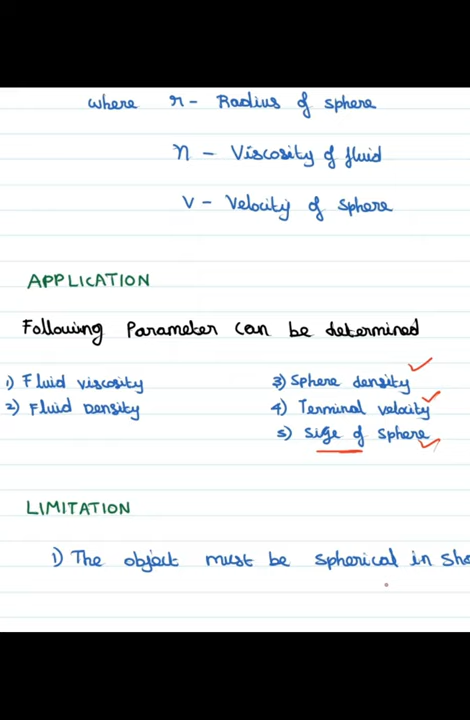 where r - Radius of sphere
η - Viscosity of fluid
V - Velocity of sphere
APPLICATION
Following Parameter can be determined
1) Fluid viscosity
2) Fluid Density
3) Sphere density
4) Terminal velocity
5) Size of sphere
LIMITATION
1) The object must be spherical in